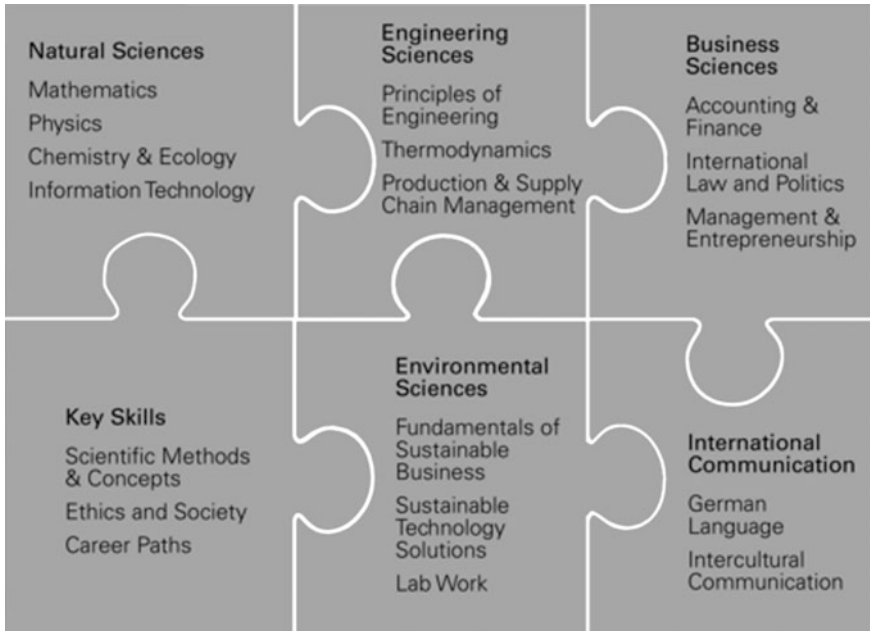 Natural Sciences
Mathematics
Physics
Chemistry & Ecology
Information Technology
Engineering
Sciences
Principles of
Engineering
Thermodynamics
Production & Supply
Chain Management
Business
Sciences
Accounting &
Finance
International
Law and Politics
Management &
Entrepreneurship
Key Skills
Scientific Methods
& Concepts
Ethics and Society
Career Paths
Environmental
Sciences
Fundamentals of
Sustainable
Business
Sustainable
Technology
Solutions
Lab Work
International
Communication
German
Language
Intercultural
Communication